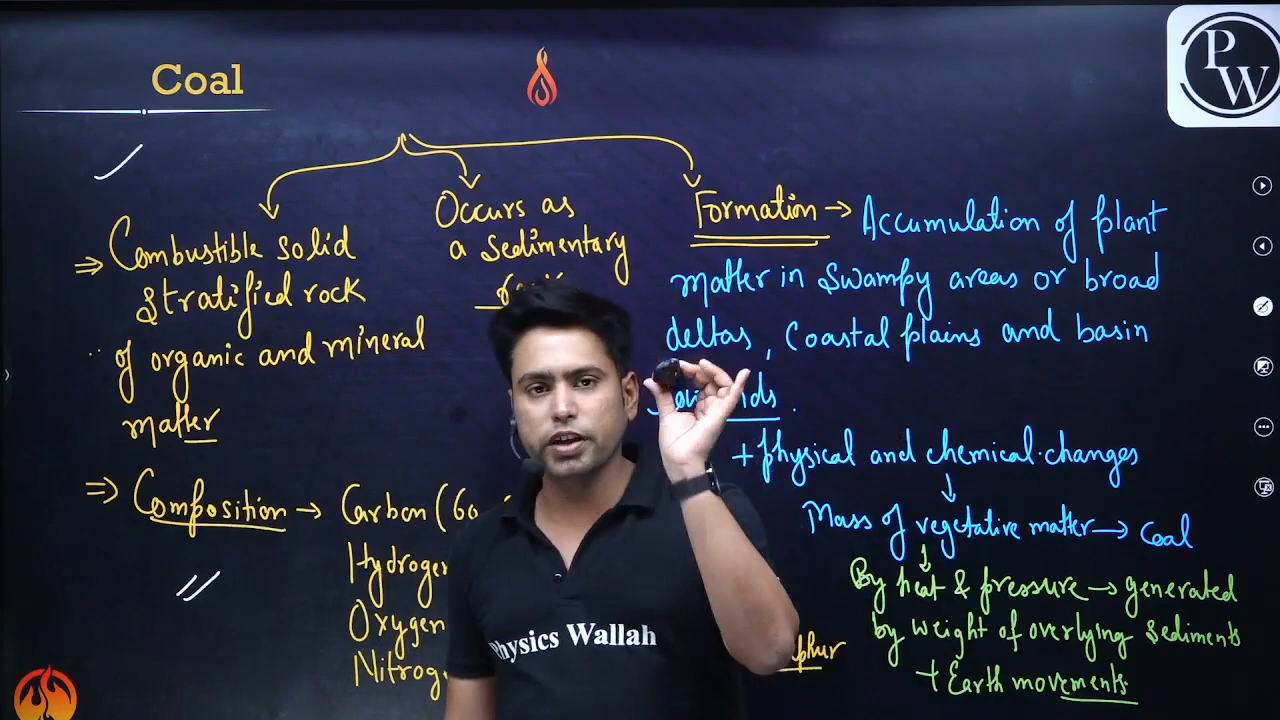 Coal
PW
⇒ Combustible solid
stratified rock
of organic and mineral
matter
Occurs as
a Sedimentary
Formation → Accumulation of plant
matter in swampy areas or broad
deltas, Coastal plains and basin
+ physical and chemical changes
↓
Mass of vegetative matter → Coal
↓
By heat & pressure → generated
by weight of overlying sediments
+ Earth movements
⇒ Composition → Carbon (60
Hydrogen
Oxygen
Nitrog
Physics Wallah